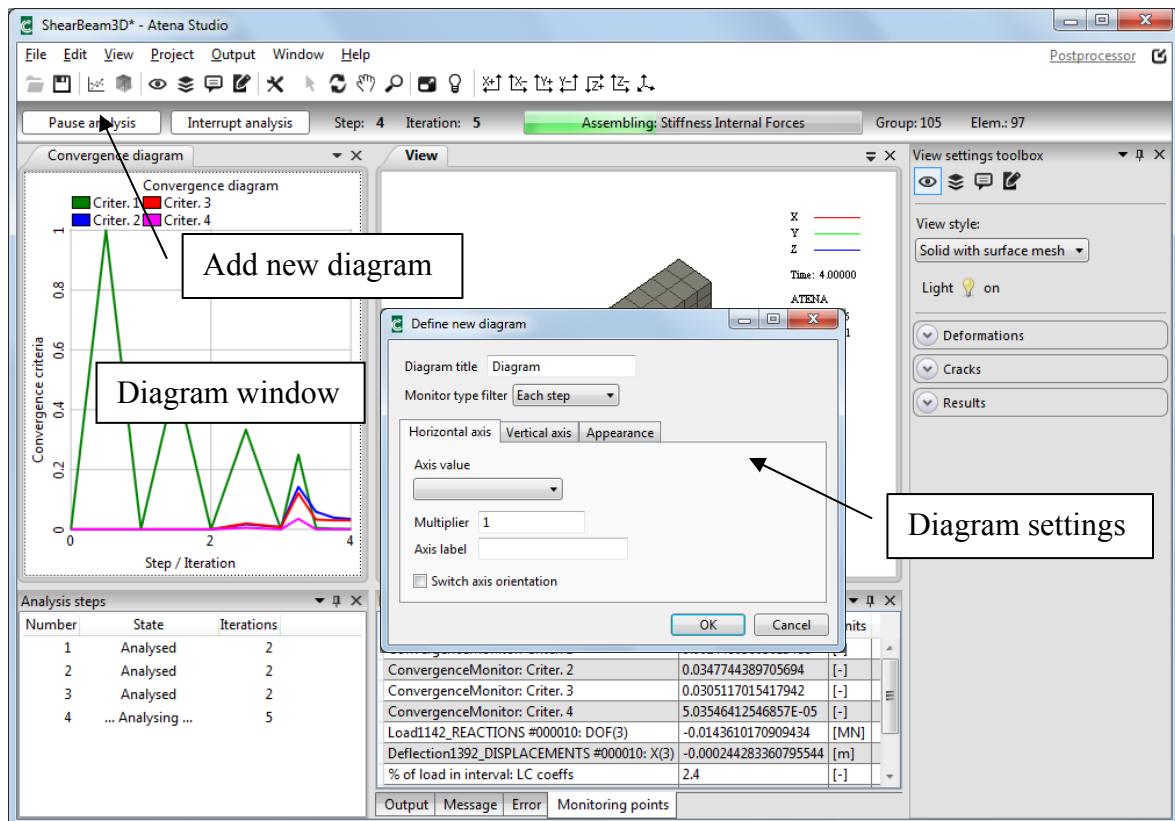 ShearBeam3D* - Atena Studio
File Edit View Project Output Window Help
Postprocessor
Pause analysis Interrupt analysis Step: 4 Iteration: 5 Assembling: Stiffness Internal Forces Group: 105 Elem.: 97
Convergence diagram
Convergence diagram
Criter. 1 Criter. 3
Criter. 2 Criter. 4
Convergence criteria
1
0.8
0.6
0.4
0.2
0
0 2 4
Step / Iteration
Add new diagram
Diagram window
View
X
Y
Z
Time: 4.00000
ATENA
Define new diagram
Diagram title Diagram
Monitor type filter Each step
Horizontal axis Vertical axis Appearance
Axis value
Multiplier 1
Axis label
Switch axis orientation
OK Cancel
Diagram settings
View settings toolbox
View style:
Solid with surface mesh
Light on
Deformations
Cracks
Results
Analysis steps
Number State Iterations
1 Analysed 2
2 Analysed 2
3 Analysed 2
4 ... Analysing ... 5
ConvergenceMonitor: Criter. 2 0.0347744389705694 [-]
ConvergenceMonitor: Criter. 3 0.0305117015417942 [-]
ConvergenceMonitor: Criter. 4 5.03546412546857E-05 [-]
Load1142_REACTIONS #000010: DOF(3) -0.0143610170909434 [MN]
Deflection1392_DISPLACEMENTS #000010: X(3) -0.000244283360795544 [m]
% of load in interval: LC coeffs 2.4 [-]
Output Message Error Monitoring points